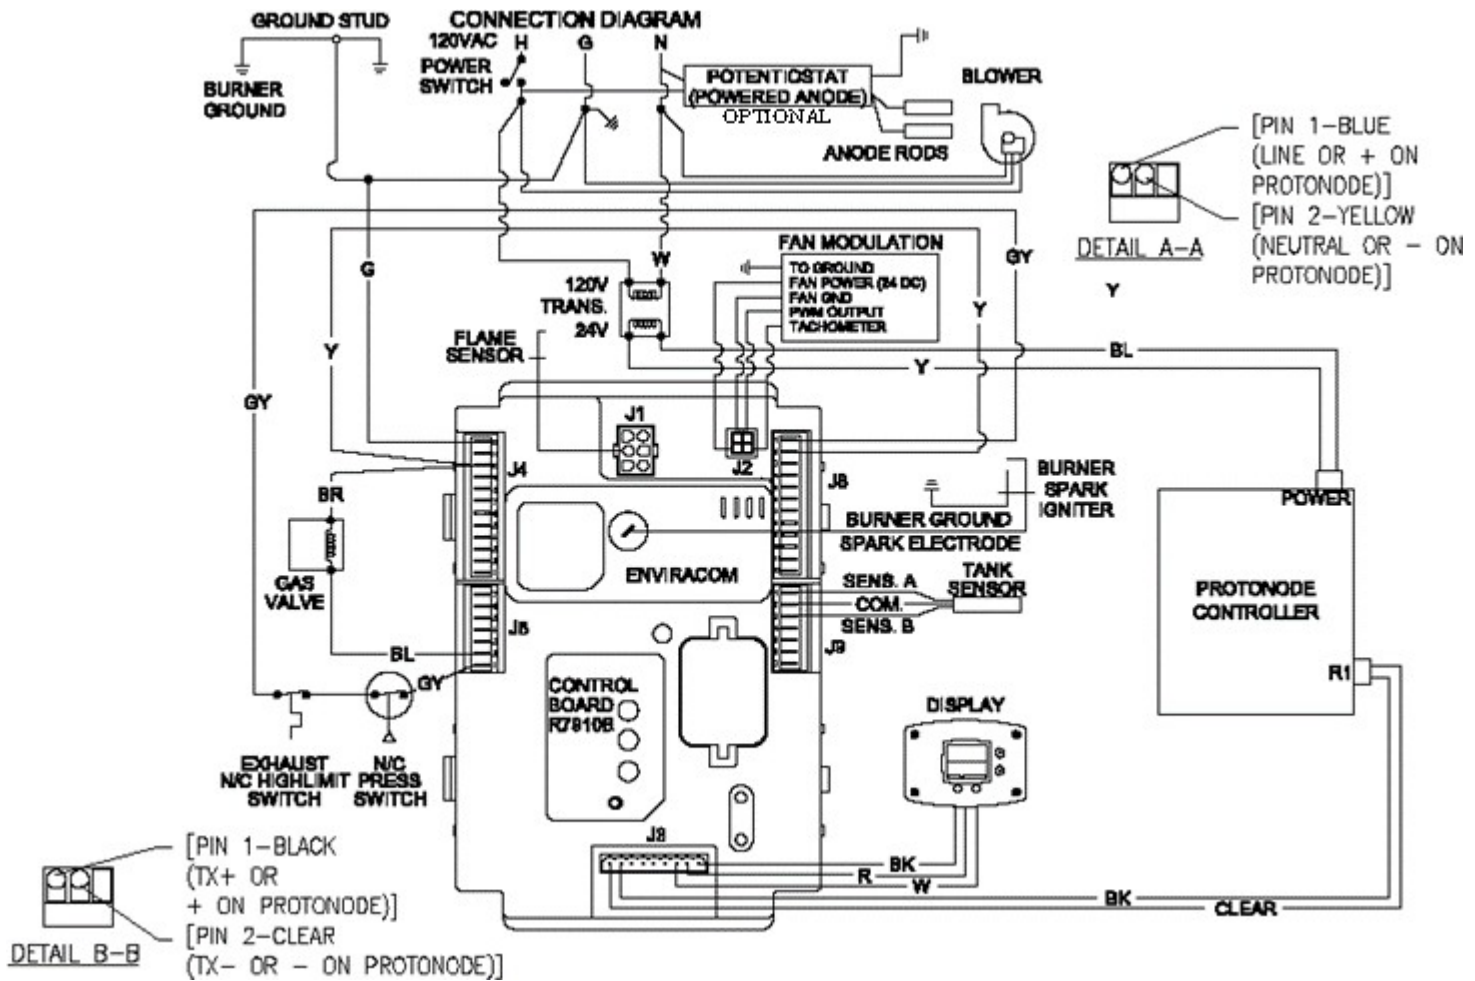 GROUND STUD
CONNECTION DIAGRAM
120VAC H G N
POWER
SWITCH
BURNER
GROUND
POTENTIOSTAT
(POWERED ANODE)
OPTIONAL
BLOWER
ANODE RODS
[PIN 1-BLUE
(LINE OR + ON
PROTONODE)]
[PIN 2-YELLOW
(NEUTRAL OR - ON
PROTONODE)]
DETAIL A-A
Y
FAN MODULATION
TO GROUND
FAN POWER (24 DC)
FAN GND
PWM OUTPUT
TACHOMETER
GY
G
W
120V
TRANS.
24V
Y
FLAME
SENSOR
Y
BL
Y
GY
J1
J2
J4
J8
BR
GAS
VALVE
BURNER
SPARK
IGNITER
BURNER GROUND
SPARK ELECTRODE
ENVIRACOM
POWER
PROTONODE
CONTROLLER
R1
SENS. A
COM.
SENS. B
TANK
SENSOR
J5
J9
BL
GY
CONTROL
BOARD
R7910B
DISPLAY
EXHAUST
N/C HIGHLIMIT
SWITCH
N/C
PRESS
SWITCH
J3
BK
R
W
BK
CLEAR
[PIN 1-BLACK
(TX+ OR
+ ON PROTONODE)]
[PIN 2-CLEAR
(TX- OR - ON PROTONODE)]
DETAIL B-B